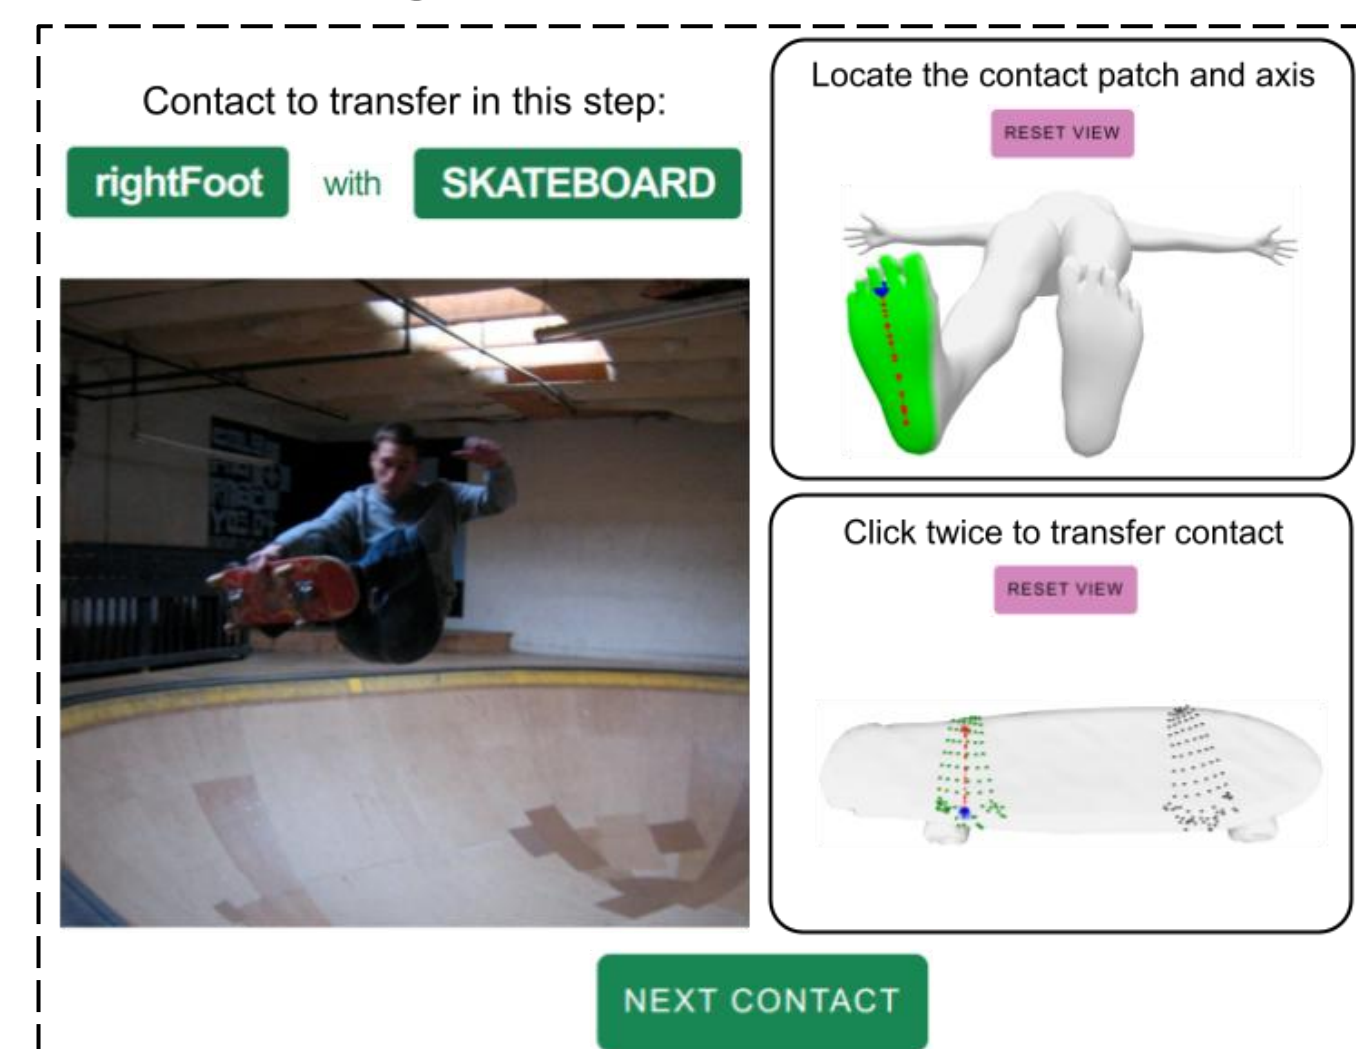 Contact to transfer in this step:
rightFoot with SKATEBOARD
Locate the contact patch and axis
RESET VIEW
Click twice to transfer contact
RESET VIEW
NEXT CONTACT